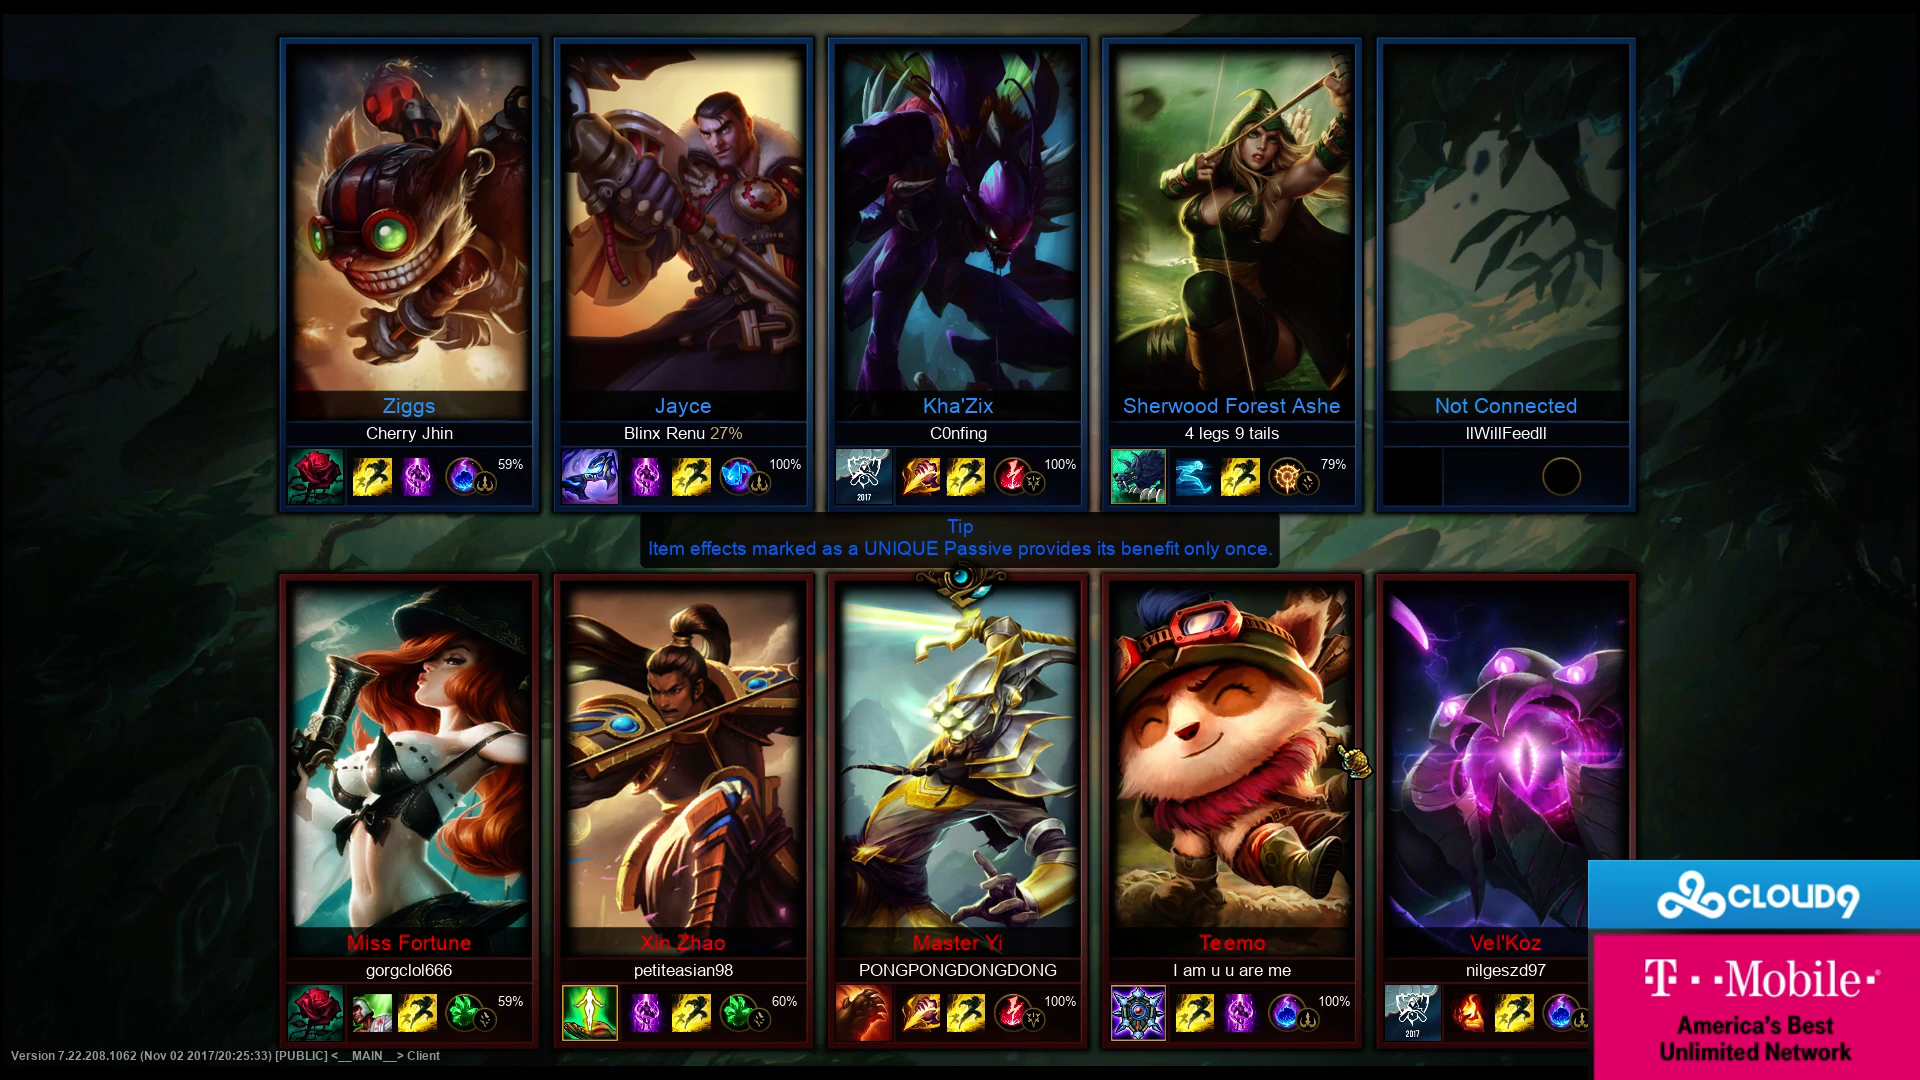 Ziggs
Cherry Jhin
59%
Jayce
Blinx Renu 27%
100%
Kha'Zix
C0nfing
2017
100%
Sherwood Forest Ashe
4 legs 9 tails
79%
Not Connected
llWillFeedll
Tip
Item effects marked as a UNIQUE Passive provides its benefit only once.
Miss Fortune
gorgclol666
59%
Xin Zhao
petiteasian98
60%
Master Yi
PONGPONGDONGDONG
100%
Teemo
I am u u are me
100%
Vel'Koz
nilgeszd97
2017
CLOUD9
T-Mobile
America's Best
Unlimited Network
Version 7.22.208.1062 (Nov 02 2017/20:25:33) [PUBLIC] <__MAIN__> Client